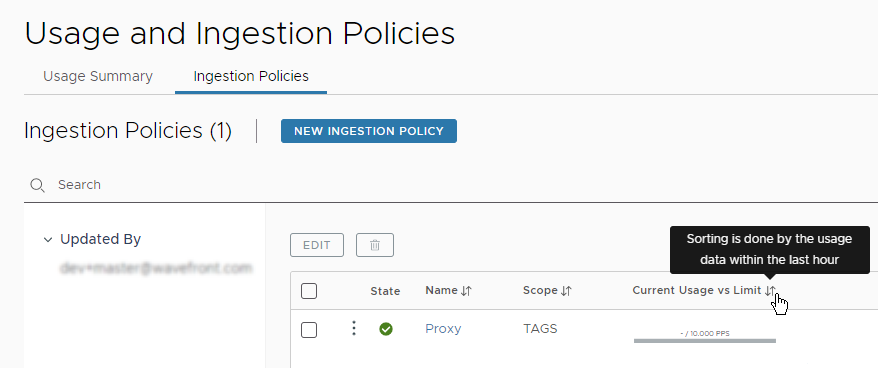 Usage and Ingestion Policies
Usage Summary
Ingestion Policies
Ingestion Policies (1)
NEW INGESTION POLICY
Search
Updated By
dev+master@wavefront.com
EDIT
Sorting is done by the usage
data within the last hour
State
Name
Scope
Current Usage vs Limit
Proxy
TAGS
- / 10.000 PPS